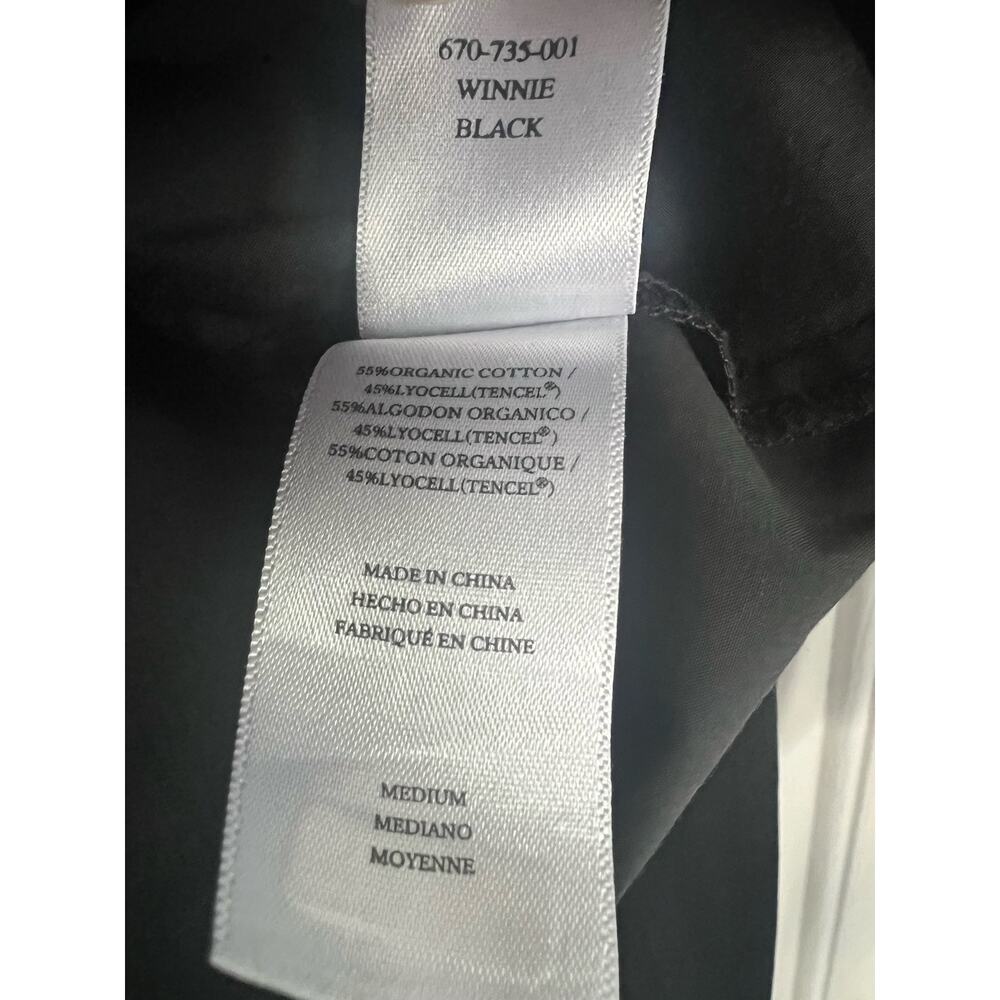 670-735-001
WINNIE
BLACK
55%ORGANIC COTTON /
45%LYOCELL(TENCEL®)
55%ALGODON ORGANICO /
45%LYOCELL(TENCEL®)
55%COTON ORGANIQUE /
45%LYOCELL(TENCEL®)
MADE IN CHINA
HECHO EN CHINA
FABRIQUÉ EN CHINE
MEDIUM
MEDIANO
MOYENNE